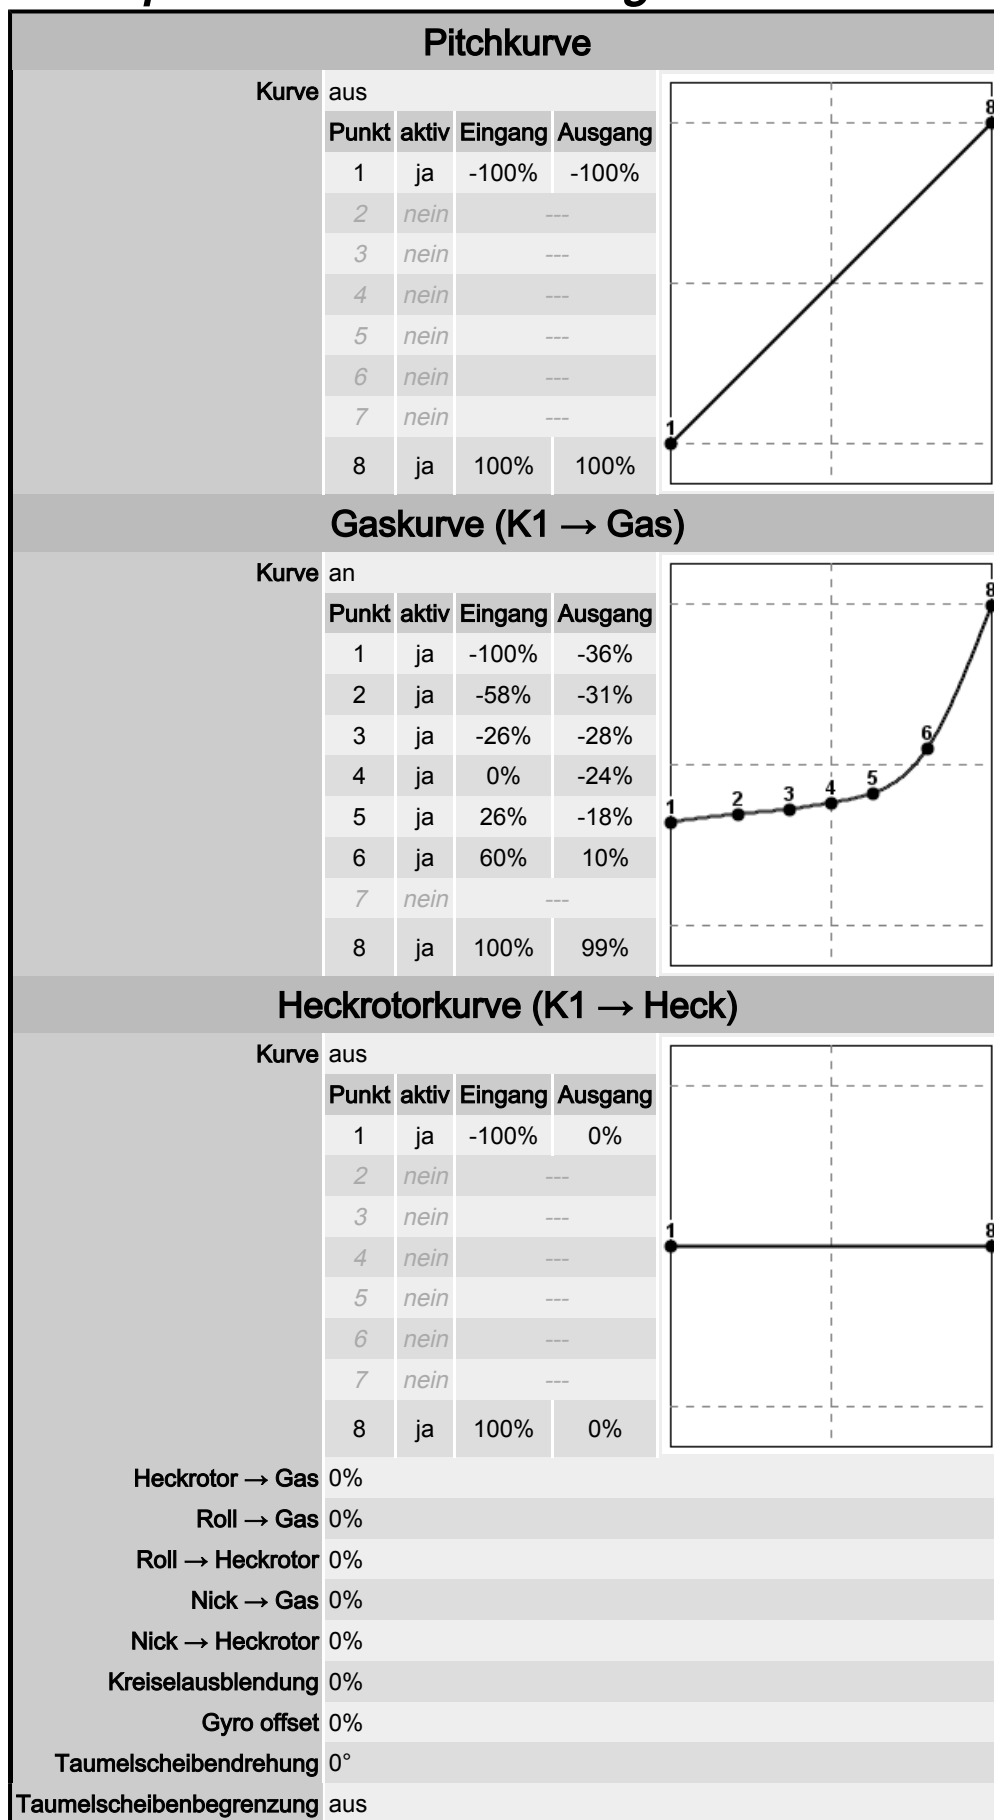 Pitchkurve
Kurve aus
Punkt aktiv Eingang Ausgang
1 ja -100% -100%
2 nein ---
3 nein ---
4 nein ---
5 nein ---
6 nein ---
7 nein ---
8 ja 100% 100%
1
8
Gaskurve (K1 → Gas)
Kurve an
Punkt aktiv Eingang Ausgang
1 ja -100% -36%
2 ja -58% -31%
3 ja -26% -28%
4 ja 0% -24%
5 ja 26% -18%
6 ja 60% 10%
7 nein ---
8 ja 100% 99%
1 2 3 4 5 6 8
Heckrotorkurve (K1 → Heck)
Kurve aus
Punkt aktiv Eingang Ausgang
1 ja -100% 0%
2 nein ---
3 nein ---
4 nein ---
5 nein ---
6 nein ---
7 nein ---
8 ja 100% 0%
1 8
Heckrotor → Gas 0%
Roll → Gas 0%
Roll → Heckrotor 0%
Nick → Gas 0%
Nick → Heckrotor 0%
Kreiselausblendung 0%
Gyro offset 0%
Taumelscheibendrehung 0°
Taumelscheibenbegrenzung aus